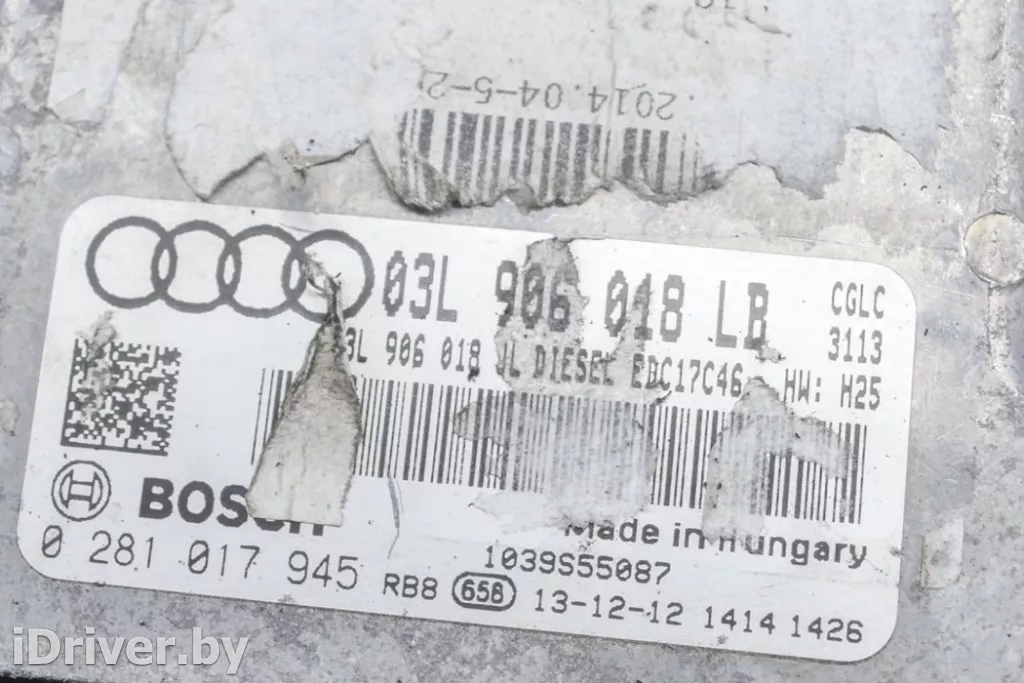 .2014.04-5-2
03L 906 018 LB
CGLC
3113
3L 906 018 JL DIESEL EDC17C46 HW: H25
BOSCH
Made in Hungary
0 281 017 945
1039S55087
RB8 658 13-12-12 1414 1426
iDriver.by